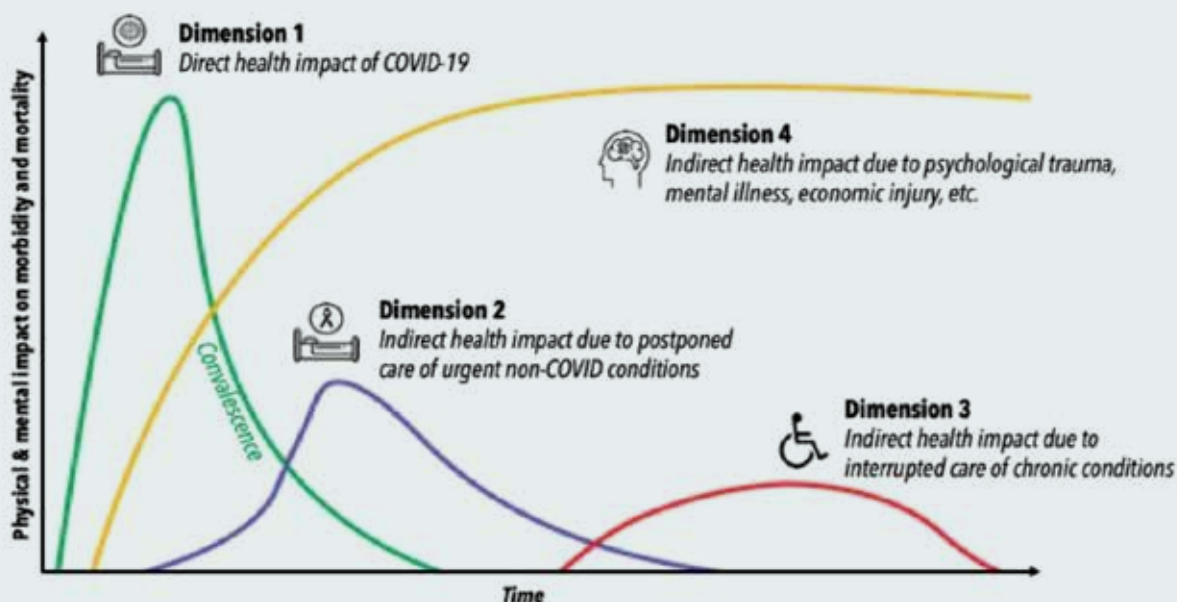 Dimension 1
Direct health impact of COVID-19
Physical & mental impact on morbidity and mortality
Dimension 4
Indirect health impact due to psychological trauma,
mental illness, economic injury, etc.
Dimension 2
Indirect health impact due to postponed
care of urgent non-COVID conditions
Convalescence
Dimension 3
Indirect health impact due to
interrupted care of chronic conditions
Time